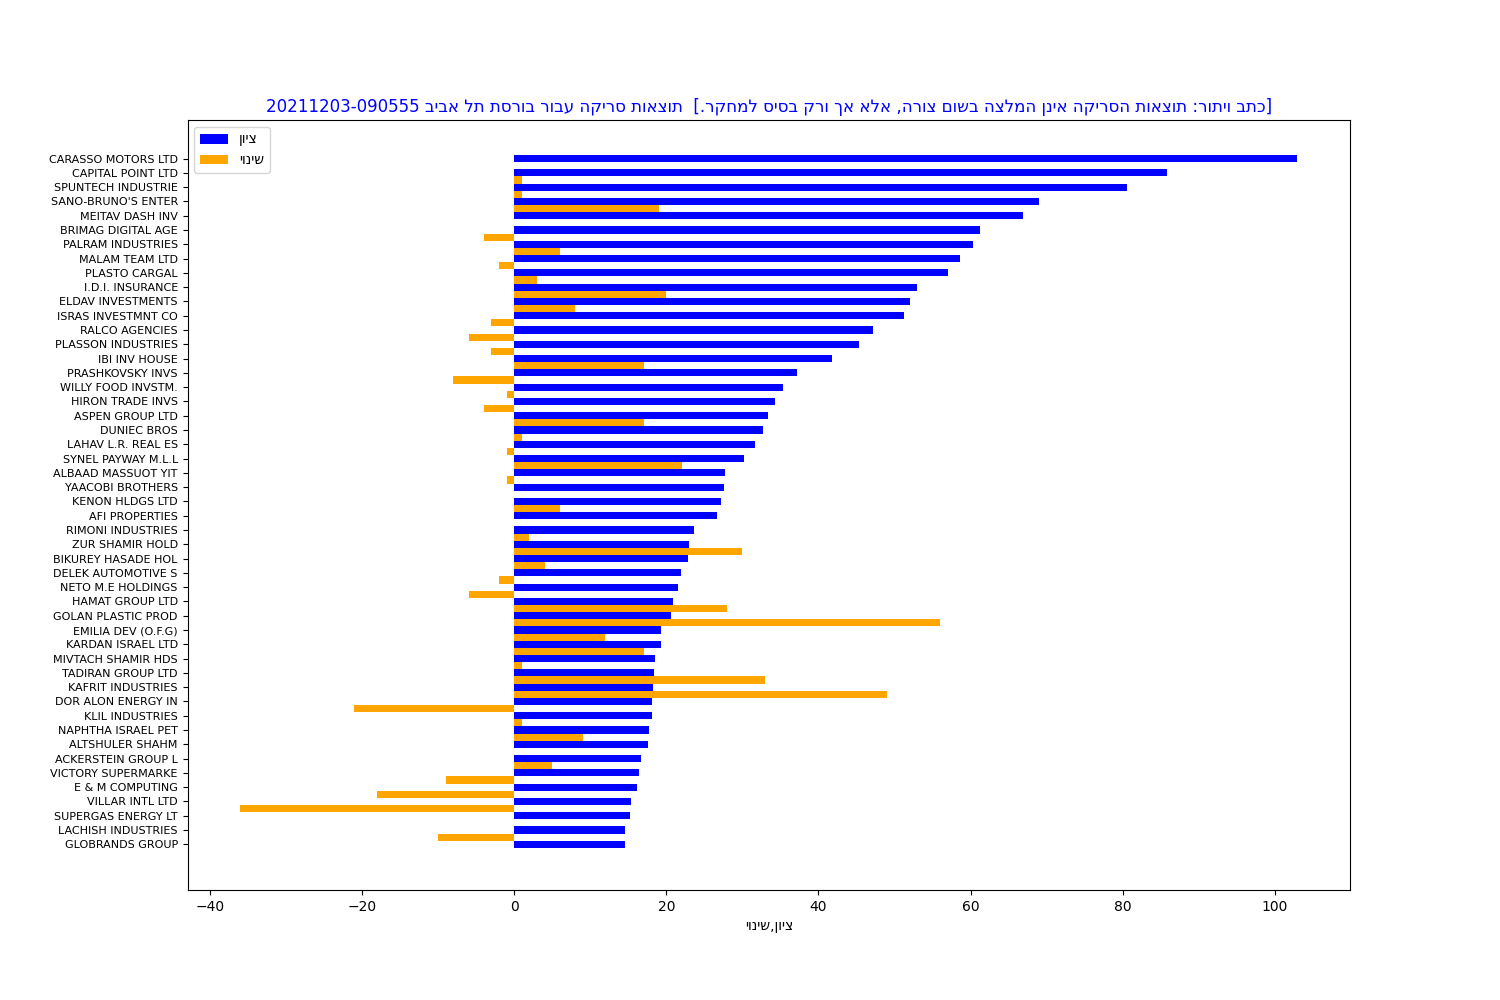 [כתב ויתור: תוצאות הסריקה אינן המלצה בשום צורה, אלא אך ורק בסיס למחקר.]  תוצאות סריקה עבור בורסת תל אביב 20211203-090555
ציון
שינוי
CARASSO MOTORS LTD
CAPITAL POINT LTD
SPUNTECH INDUSTRIE
SANO-BRUNO'S ENTER
MEITAV DASH INV
BRIMAG DIGITAL AGE
PALRAM INDUSTRIES
MALAM TEAM LTD
PLASTO CARGAL
I.D.I. INSURANCE
ELDAV INVESTMENTS
ISRAS INVESTMNT CO
RALCO AGENCIES
PLASSON INDUSTRIES
IBI INV HOUSE
PRASHKOVSKY INVS
WILLY FOOD INVSTM.
HIRON TRADE INVS
ASPEN GROUP LTD
DUNIEC BROS
LAHAV L.R. REAL ES
SYNEL PAYWAY M.L.L
ALBAAD MASSUOT YIT
YAACOBI BROTHERS
KENON HLDGS LTD
AFI PROPERTIES
RIMONI INDUSTRIES
ZUR SHAMIR HOLD
BIKUREY HASADE HOL
DELEK AUTOMOTIVE S
NETO M.E HOLDINGS
HAMAT GROUP LTD
GOLAN PLASTIC PROD
EMILIA DEV (O.F.G)
KARDAN ISRAEL LTD
MIVTACH SHAMIR HDS
TADIRAN GROUP LTD
KAFRIT INDUSTRIES
DOR ALON ENERGY IN
KLIL INDUSTRIES
NAPHTHA ISRAEL PET
ALTSHULER SHAHM
ACKERSTEIN GROUP L
VICTORY SUPERMARKE
E & M COMPUTING
VILLAR INTL LTD
SUPERGAS ENERGY LT
LACHISH INDUSTRIES
GLOBRANDS GROUP
−40 −20 0 20 40 60 80 100
ציון,שינוי